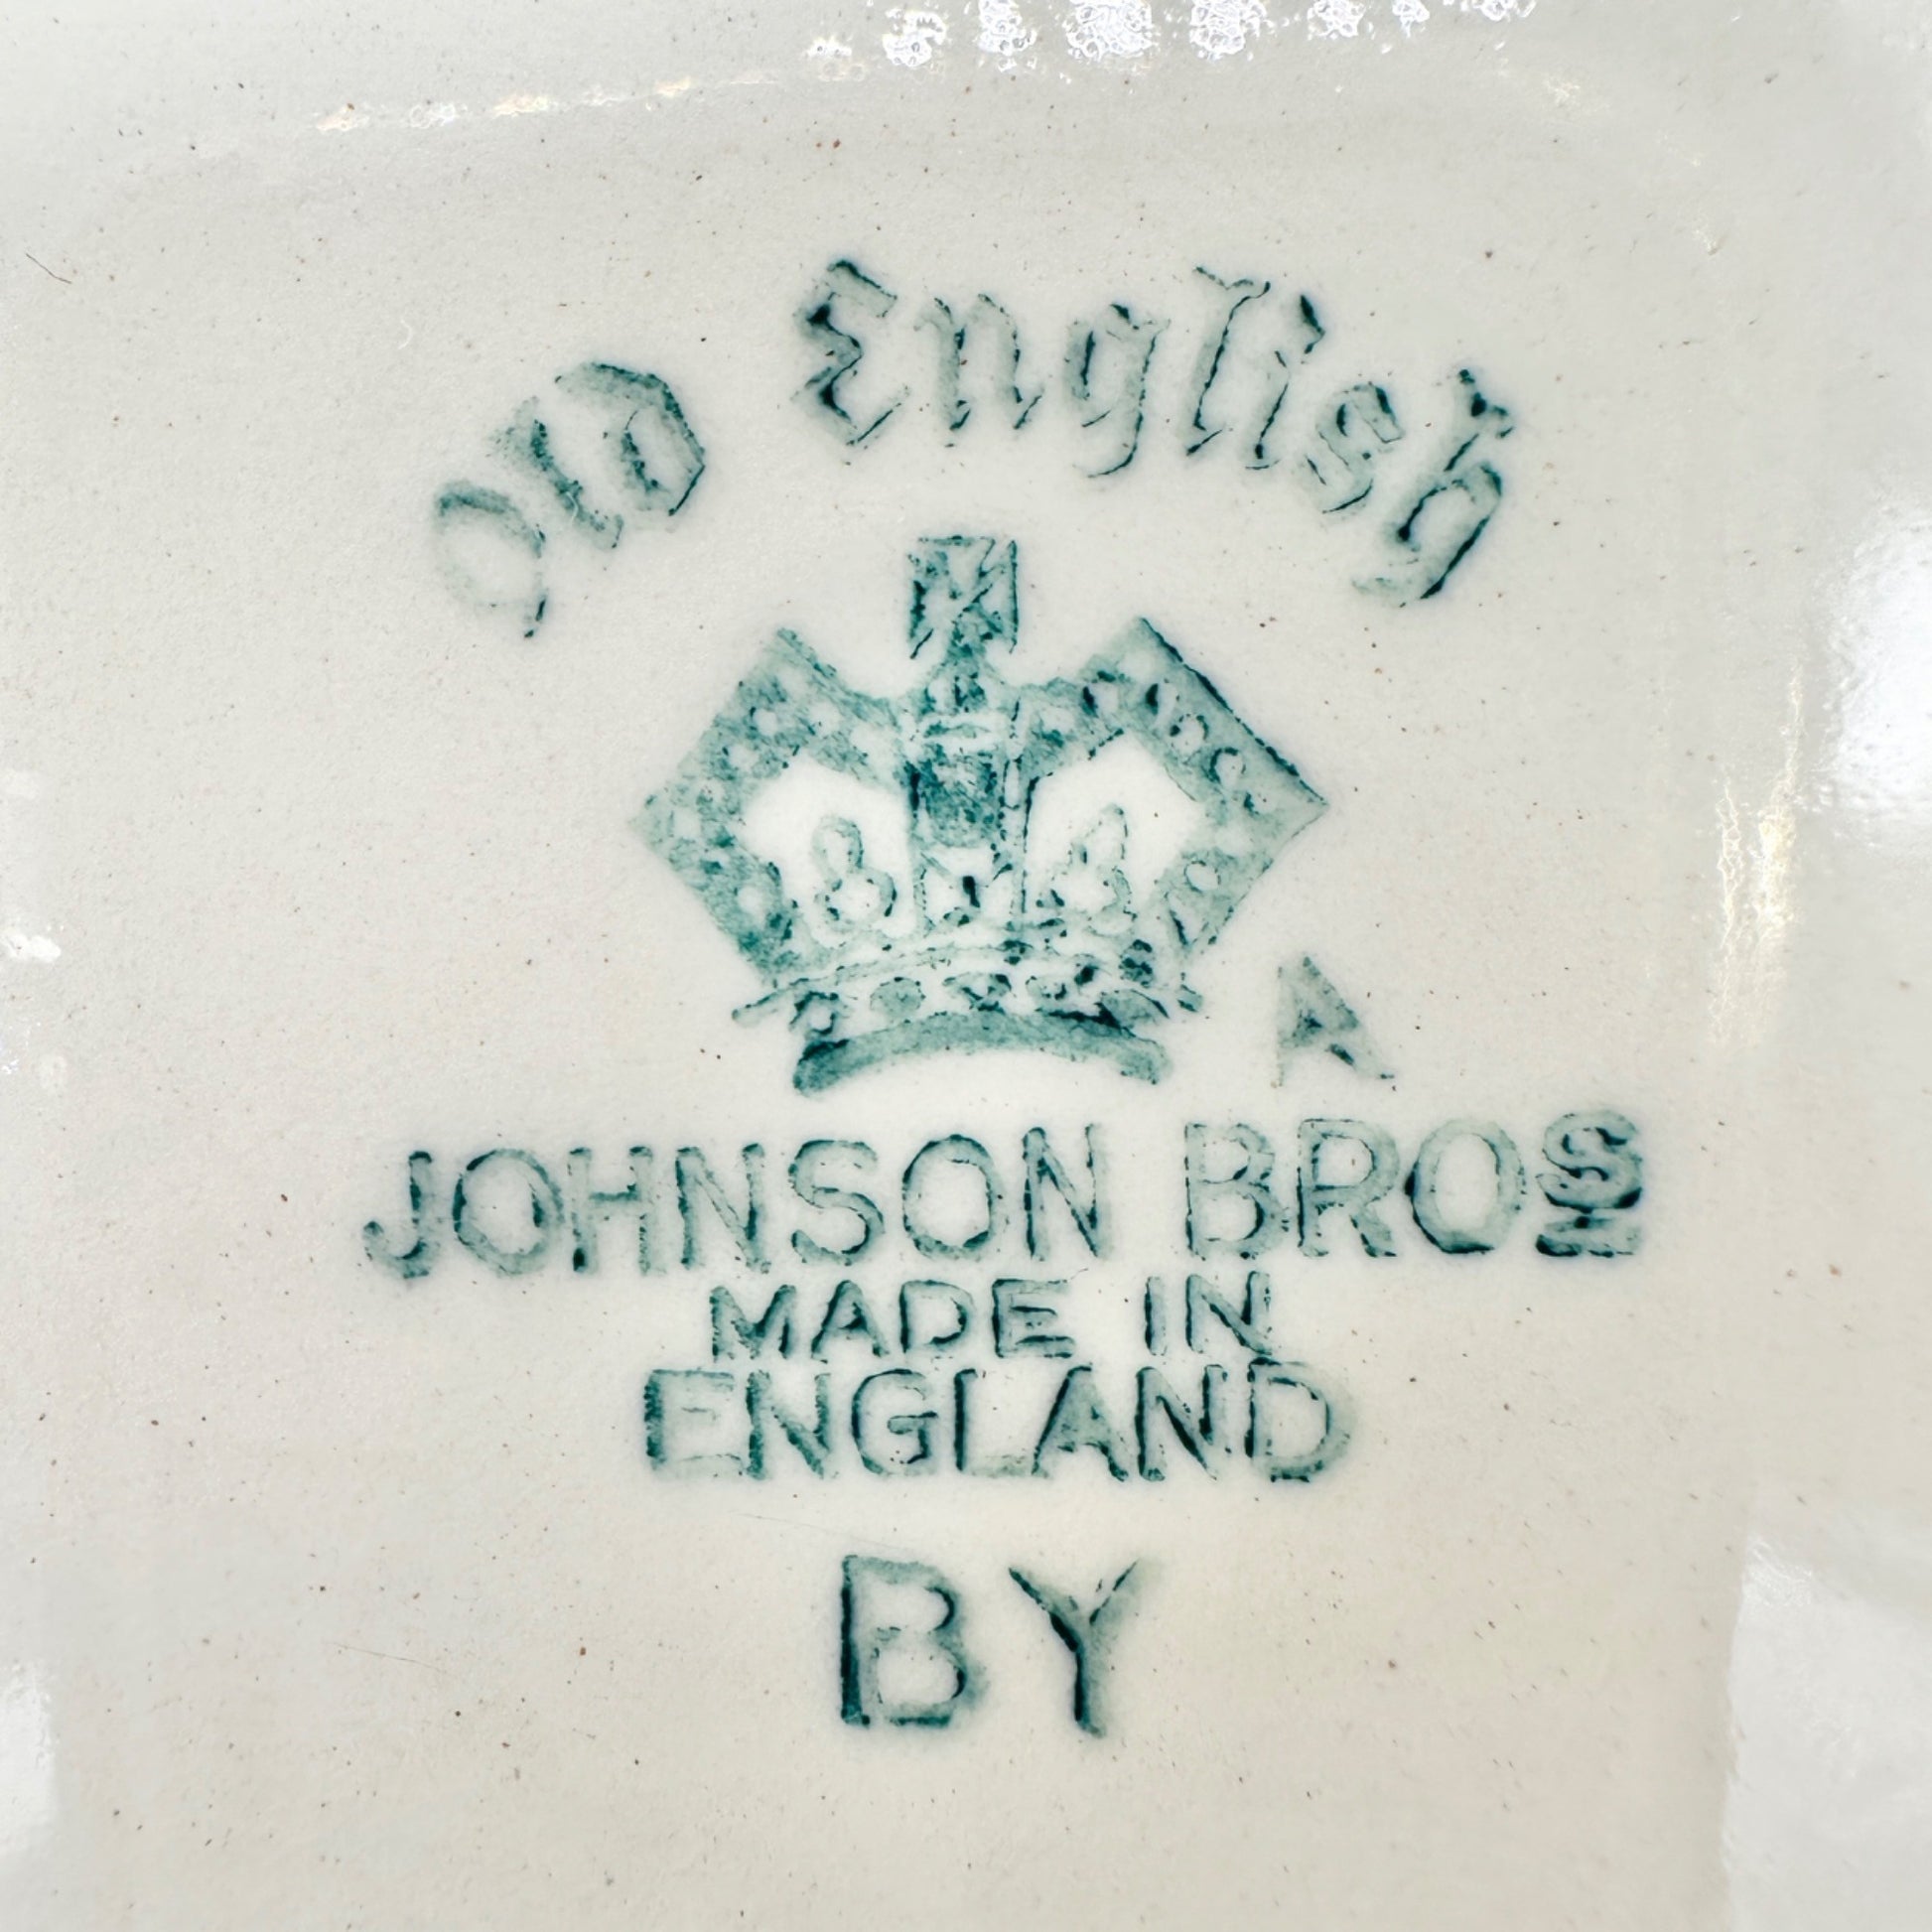 Old English
A
JOHNSON BROS
MADE IN
ENGLAND
BY